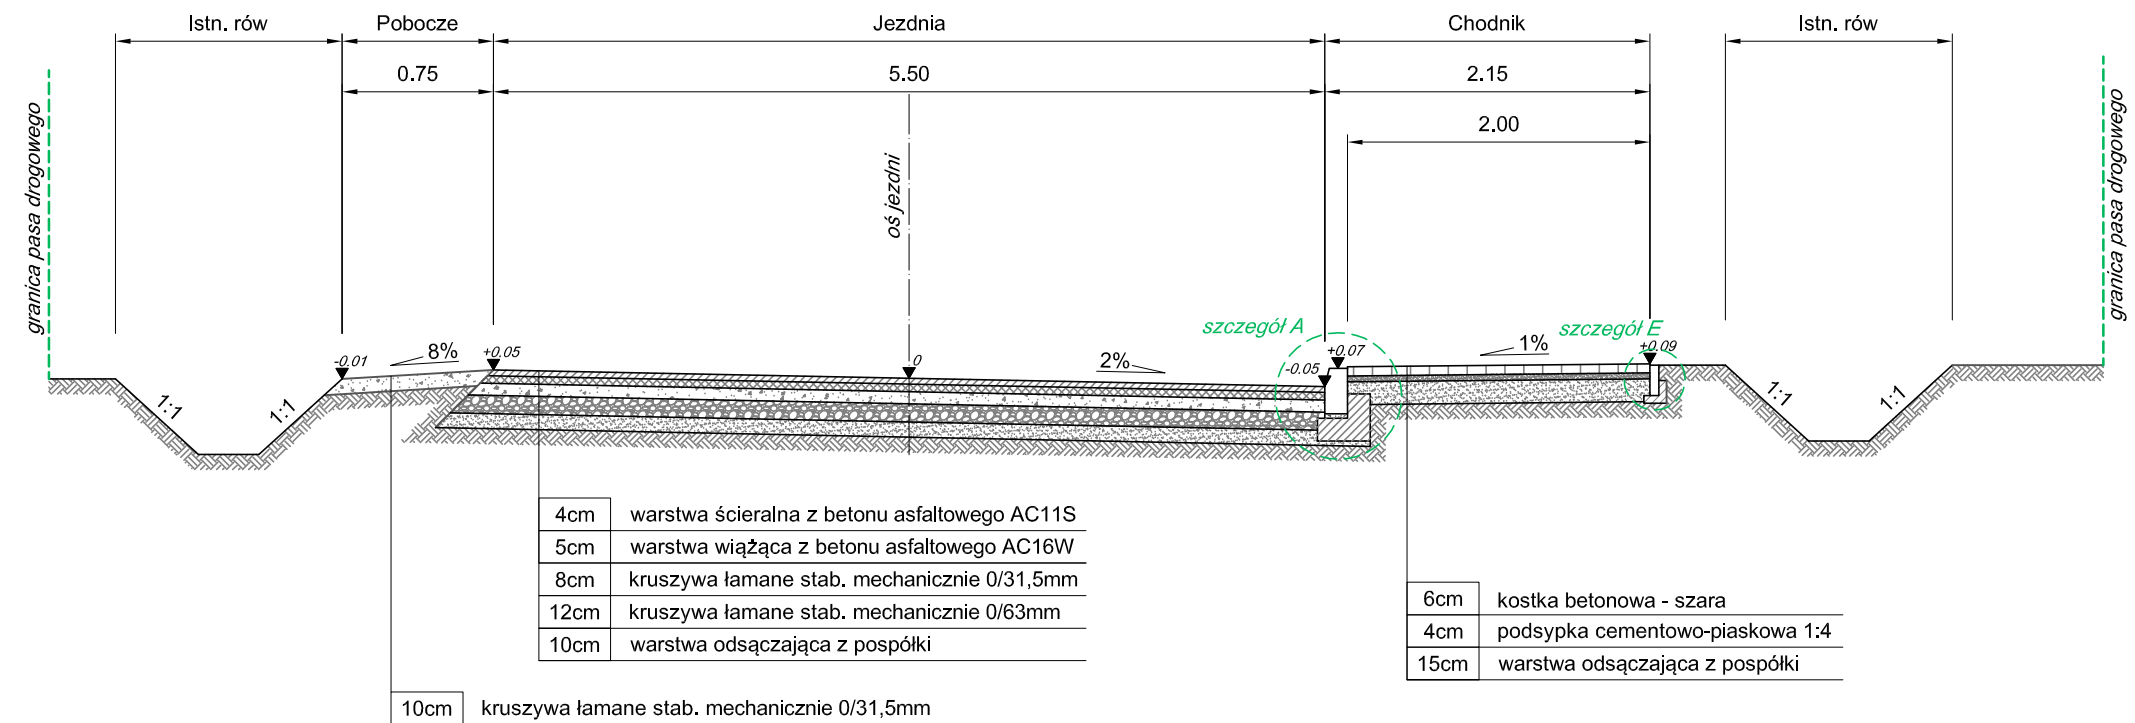 Istn. rów
Pobocze
Jezdnia
Chodnik
Istn. rów
0.75
5.50
2.15
2.00
granica pasa drogowego
oś jezdni
granica pasa drogowego
szczegół A
szczegół E
-0.01
8%
+0.05
0
2%
-0.05
+0.07
1%
+0.09
1:1
1:1
1:1
1:1
4cm warstwa ścieralna z betonu asfaltowego AC11S
5cm warstwa wiążąca z betonu asfaltowego AC16W
8cm kruszywa łamane stab. mechanicznie 0/31,5mm
12cm kruszywa łamane stab. mechanicznie 0/63mm
10cm warstwa odsączająca z pospółki
6cm kostka betonowa - szara
4cm podsypka cementowo-piaskowa 1:4
15cm warstwa odsączająca z pospółki
10cm kruszywa łamane stab. mechanicznie 0/31,5mm